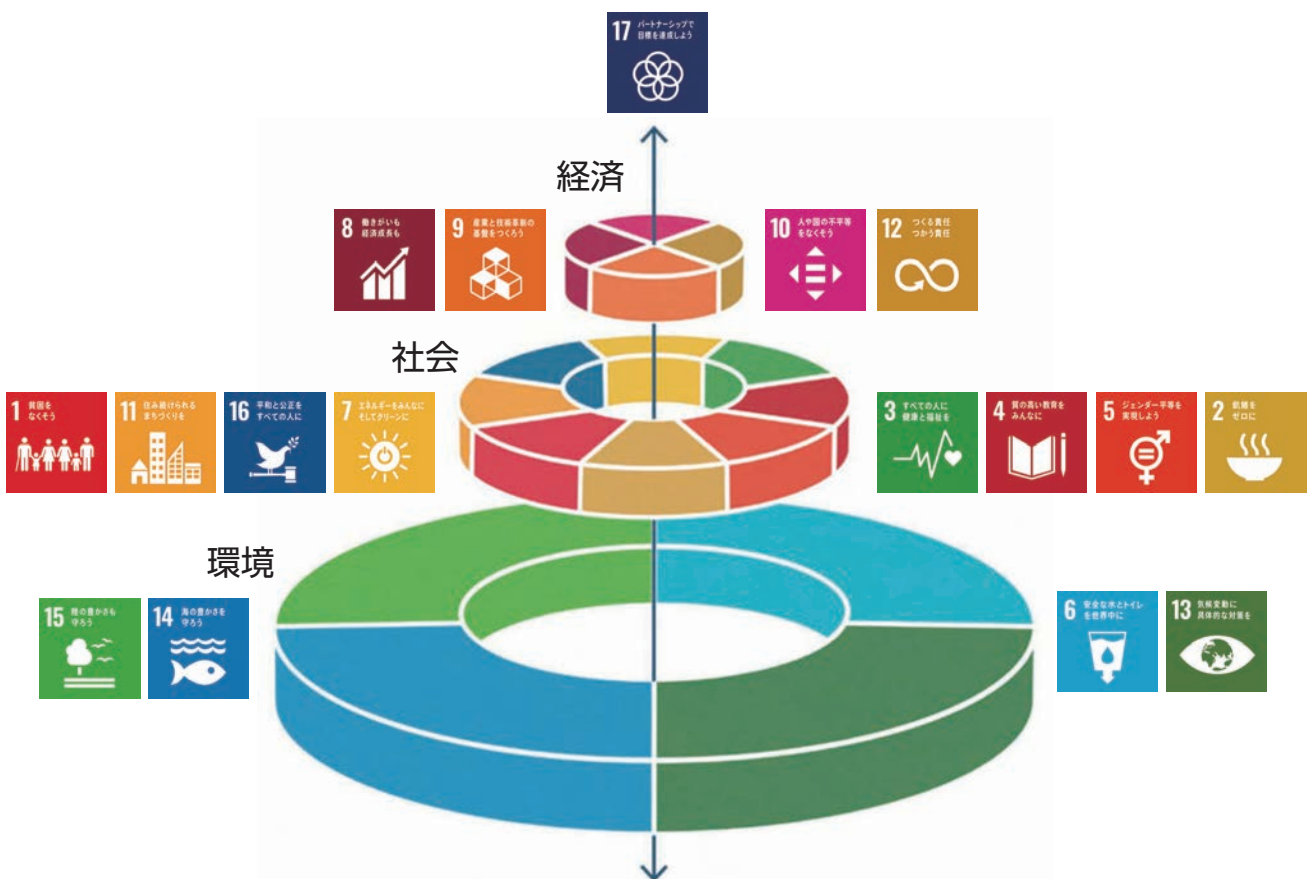 17 パートナーシップで
目標を達成しよう
経済
8 働きがいも
経済成長も
9 産業と技術革新の
基盤をつくろう
10 人や国の不平等
をなくそう
12 つくる責任
つかう責任
社会
1 貧困を
なくそう
11 住み続けられる
まちづくりを
16 平和と公正を
すべての人に
7 エネルギーをみんなに
そしてクリーンに
3 すべての人に
健康と福祉を
4 質の高い教育を
みんなに
5 ジェンダー平等を
実現しよう
2 飢餓を
ゼロに
環境
15 陸の豊かさも
守ろう
14 海の豊かさを
守ろう
6 安全な水とトイレ
を世界中に
13 気候変動に
具体的な対策を